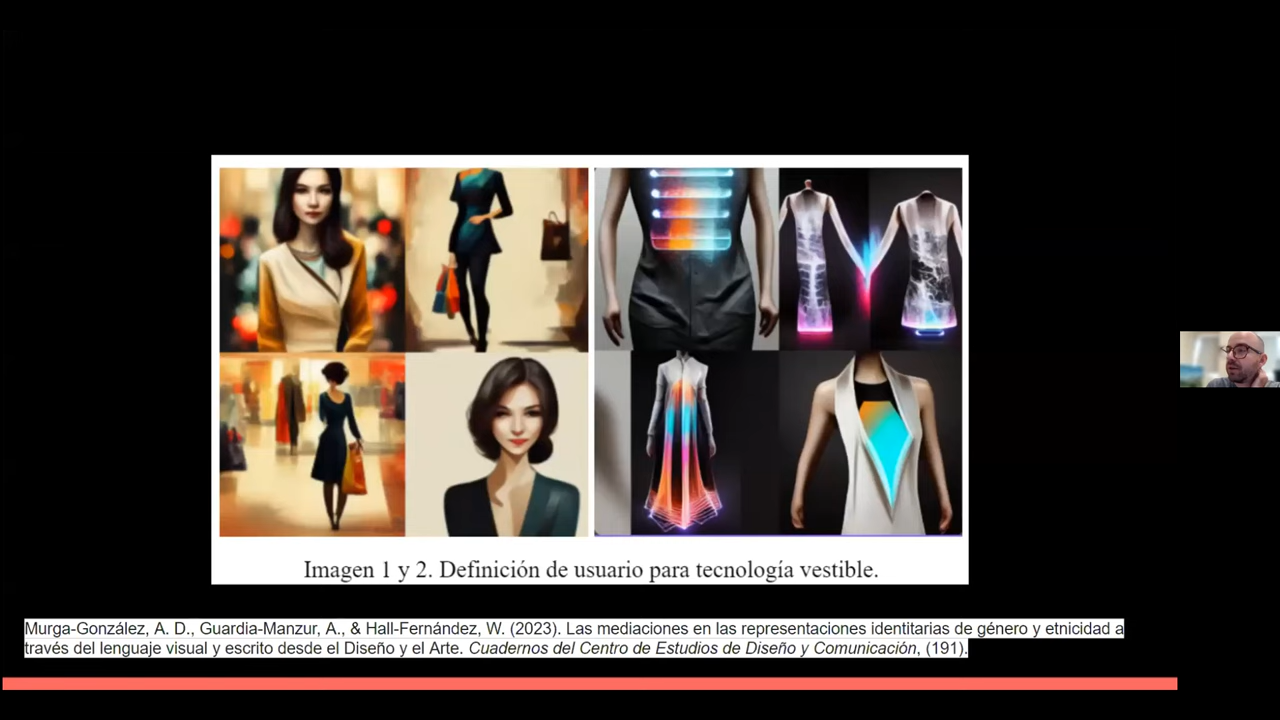 Imagen 1 y 2. Definición de usuario para tecnología vestible.
Murga-González, A. D., Guardia-Manzur, A., & Hall-Fernández, W. (2023). Las mediaciones en las representaciones identitarias de género y etnicidad a
través del lenguaje visual y escrito desde el Diseño y el Arte. Cuadernos del Centro de Estudios de Diseño y Comunicación, (191).